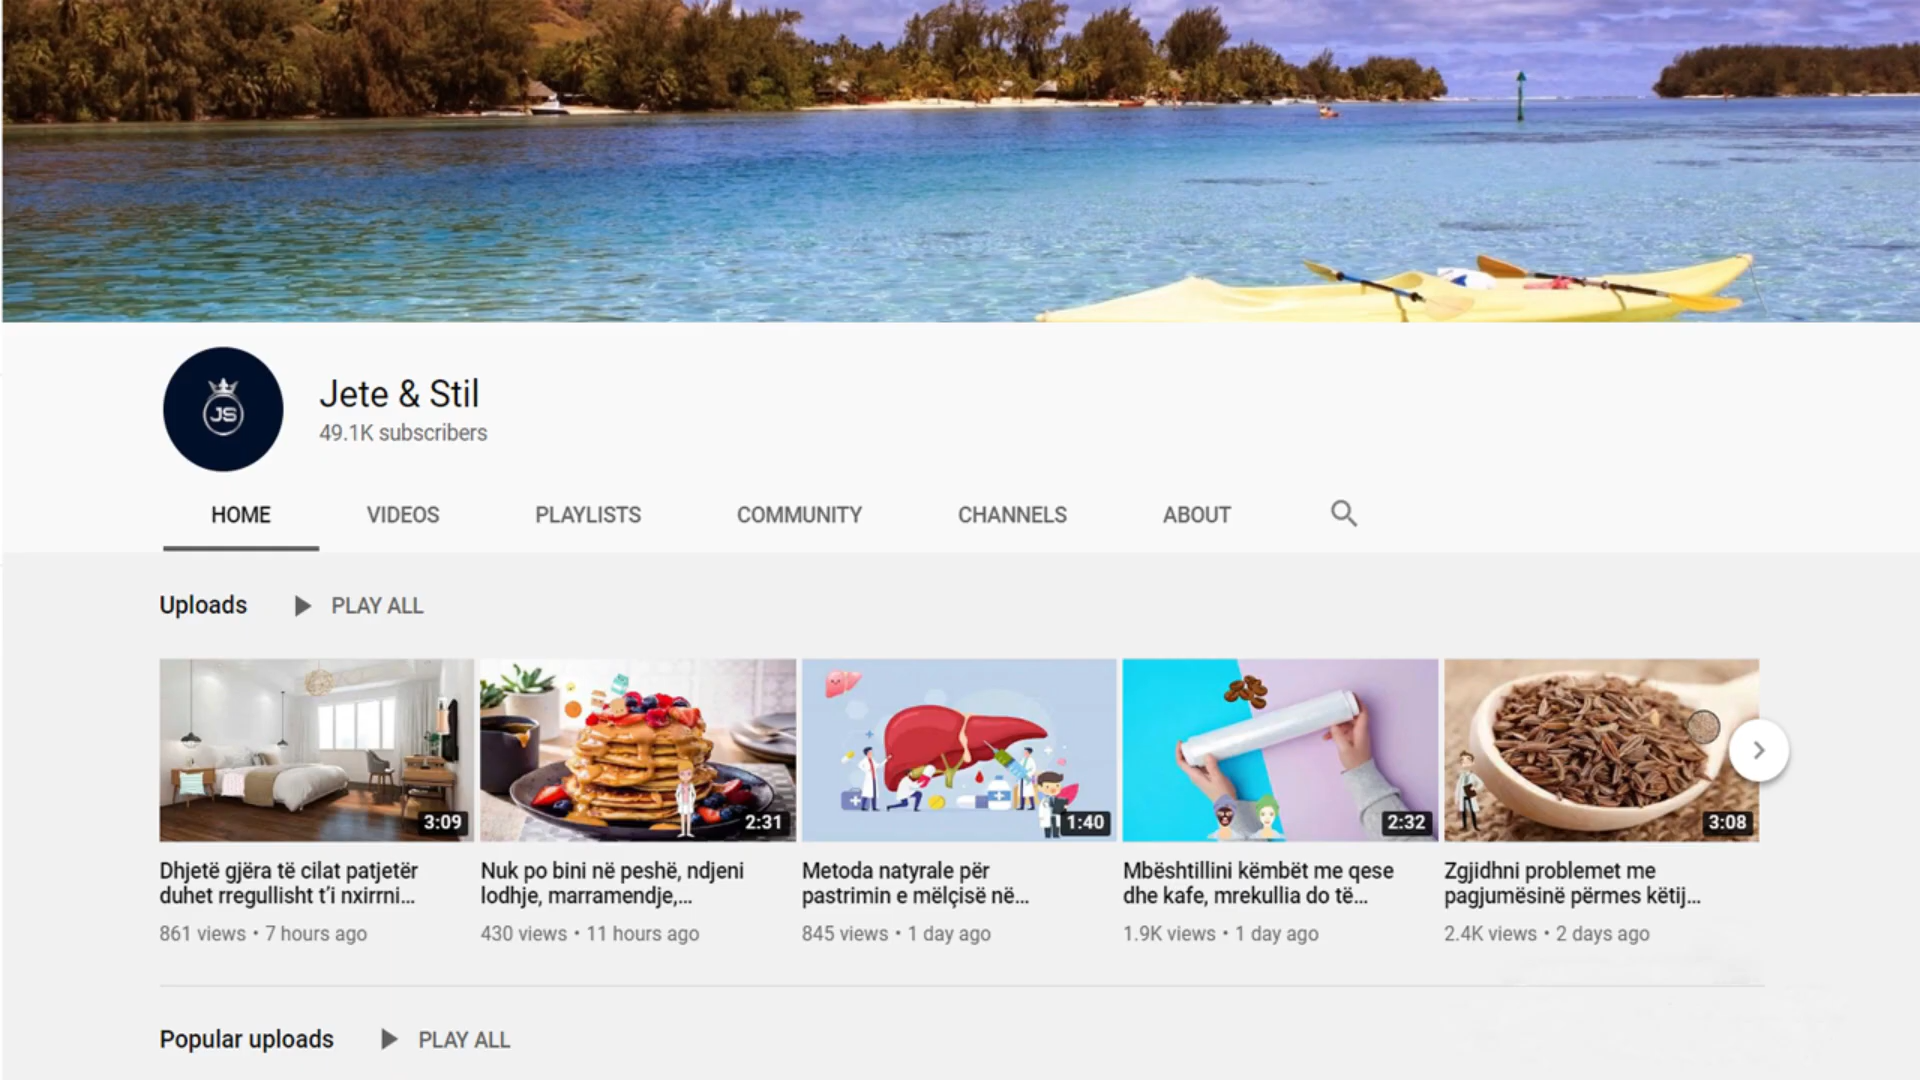 JS
Jete & Stil
49.1K subscribers
HOME VIDEOS PLAYLISTS COMMUNITY CHANNELS ABOUT
Uploads PLAY ALL
3:09 2:31 1:40 2:32 3:08
Dhjetë gjëra të cilat patjetër
duhet rregullisht t'i nxirrni...
861 views • 7 hours ago
Nuk po bini në peshë, ndjeni
lodhje, marramendje,...
430 views • 11 hours ago
Metoda natyrale për
pastrimin e mëlçisë në...
845 views • 1 day ago
Mbështillini këmbët me qese
dhe kafe, mrekullia do të...
1.9K views • 1 day ago
Zgjidhni problemet me
pagjumësinë përmes këtij...
2.4K views • 2 days ago
Popular uploads PLAY ALL